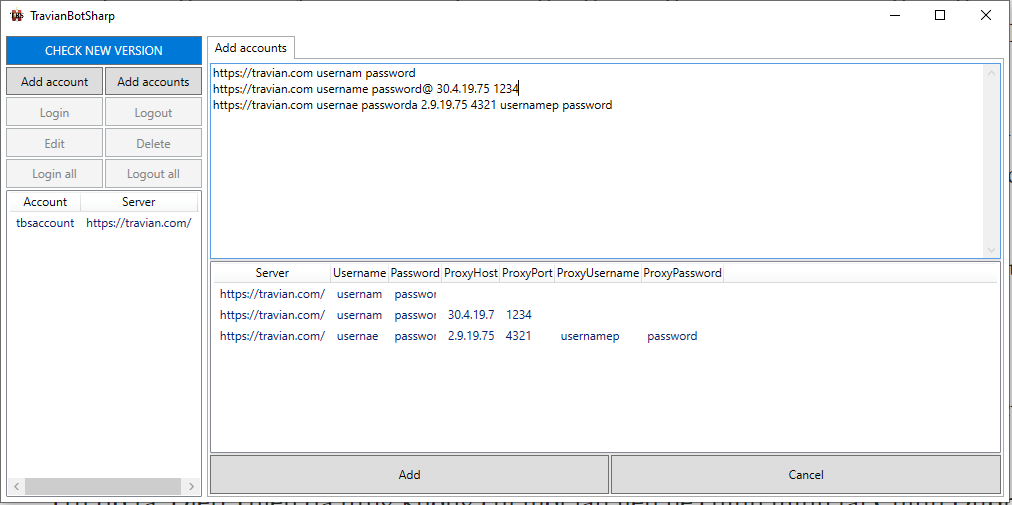 TravianBotSharp
CHECK NEW VERSION
Add account
Add accounts
Login
Logout
Edit
Delete
Login all
Logout all
Account Server
tbsaccount https://travian.com/
Add accounts
https://travian.com usernam password
https://travian.com username password@ 30.4.19.75 1234
https://travian.com usernae passworda 2.9.19.75 4321 usernamep password
Server Username Password ProxyHost ProxyPort ProxyUsername ProxyPassword
https://travian.com/ usernam passwor
https://travian.com/ usernam passwor 30.4.19.7 1234
https://travian.com/ usernae passwor 2.9.19.75 4321 usernamep password
Add
Cancel